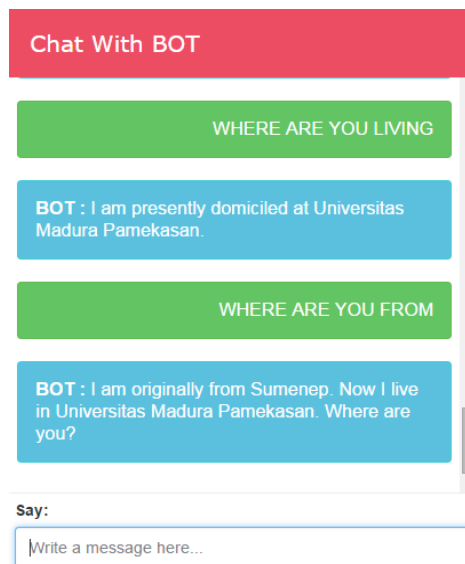 Chat With BOT
WHERE ARE YOU LIVING
BOT : I am presently domiciled at Universitas
Madura Pamekasan.
WHERE ARE YOU FROM
BOT : I am originally from Sumenep. Now I live
in Universitas Madura Pamekasan. Where are
you?
Say:
Write a message here...